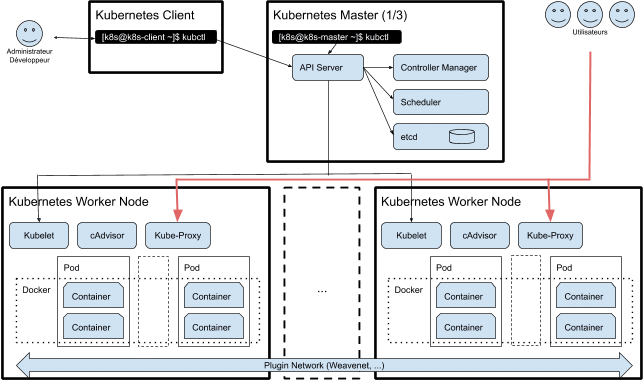 Kubernetes Client
[k8s@k8s-client ~]$ kubctl
Administrateur
Développeur
Kubernetes Master (1/3)
[k8s@k8s-master ~]$ kubctl
API Server
Controller Manager
Scheduler
etcd
Utilisateurs
Kubernetes Worker Node
Kubelet
cAdvisor
Kube-Proxy
Docker
Pod
Container
Container
Pod
Container
Container
...
Kubernetes Worker Node
Kubelet
cAdvisor
Kube-Proxy
Docker
Pod
Container
Container
Pod
Container
Container
Plugin Network (Weavenet, ...)